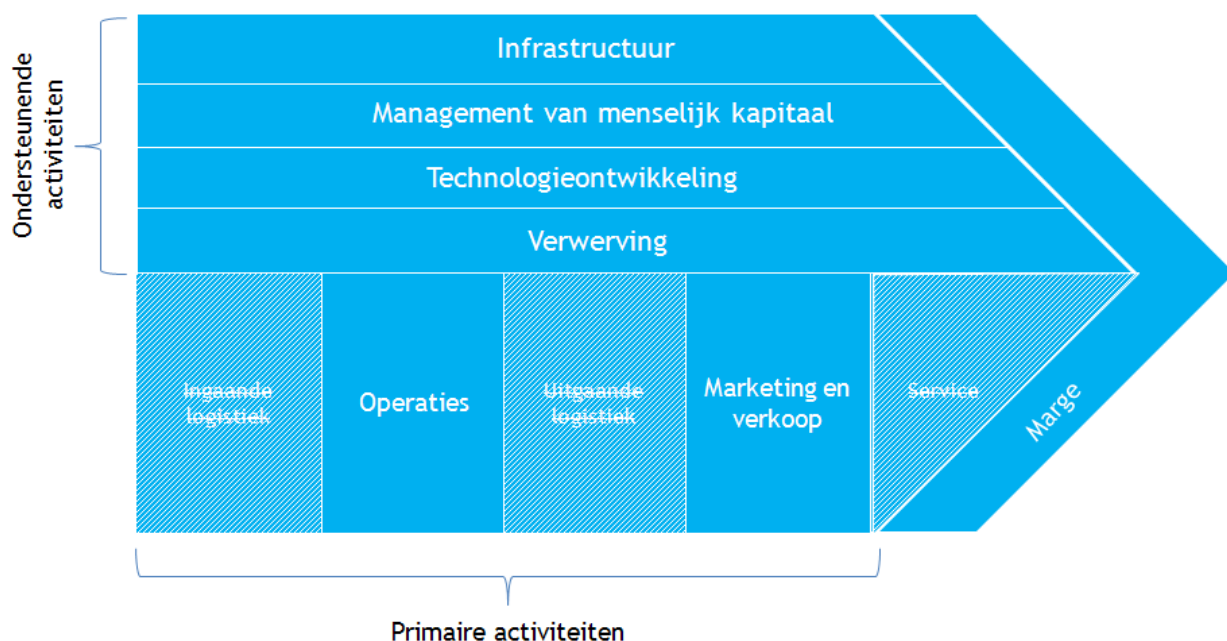 Ondersteunende
activiteiten
Infrastructuur
Management van menselijk kapitaal
Technologieontwikkeling
Verwerving
Ingaande
logistiek
Operaties
Uitgaande
logistiek
Marketing en
verkoop
Service
Marge
Primaire activiteiten